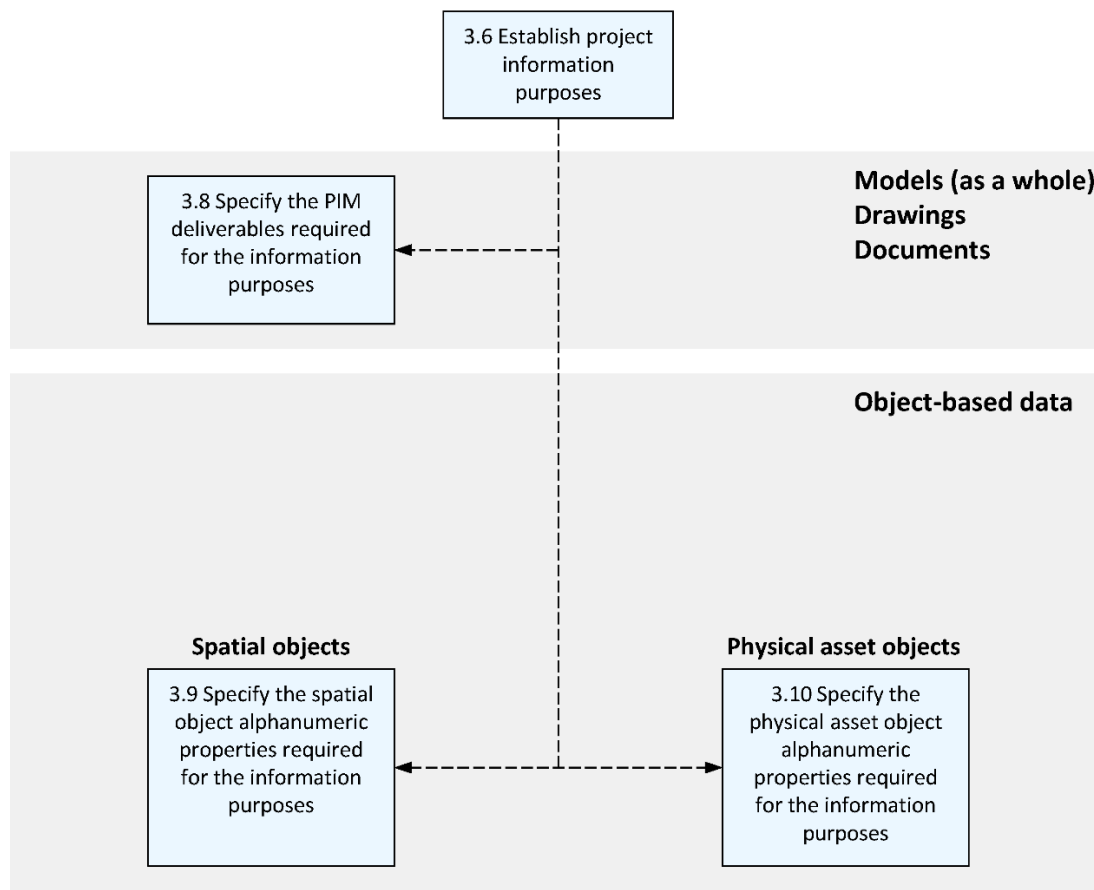 3.6 Establish project
information
purposes
3.8 Specify the PIM
deliverables required
for the information
purposes
Models (as a whole)
Drawings
Documents
Object-based data
Spatial objects
3.9 Specify the spatial
object alphanumeric
properties required
for the information
purposes
Physical asset objects
3.10 Specify the
physical asset object
alphanumeric
properties required
for the information
purposes